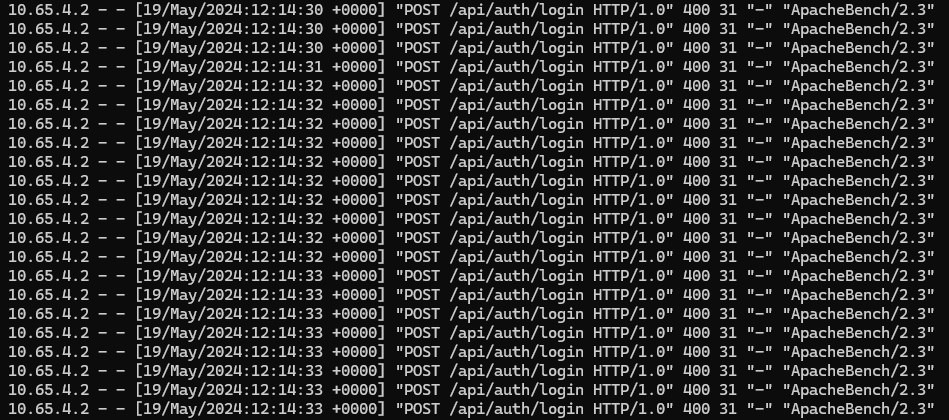 10.65.4.2 - - [19/May/2024:12:14:30 +0000] "POST /api/auth/login HTTP/1.0" 400 31 "-" "ApacheBench/2.3"
10.65.4.2 - - [19/May/2024:12:14:30 +0000] "POST /api/auth/login HTTP/1.0" 400 31 "-" "ApacheBench/2.3"
10.65.4.2 - - [19/May/2024:12:14:30 +0000] "POST /api/auth/login HTTP/1.0" 400 31 "-" "ApacheBench/2.3"
10.65.4.2 - - [19/May/2024:12:14:31 +0000] "POST /api/auth/login HTTP/1.0" 400 31 "-" "ApacheBench/2.3"
10.65.4.2 - - [19/May/2024:12:14:32 +0000] "POST /api/auth/login HTTP/1.0" 400 31 "-" "ApacheBench/2.3"
10.65.4.2 - - [19/May/2024:12:14:32 +0000] "POST /api/auth/login HTTP/1.0" 400 31 "-" "ApacheBench/2.3"
10.65.4.2 - - [19/May/2024:12:14:32 +0000] "POST /api/auth/login HTTP/1.0" 400 31 "-" "ApacheBench/2.3"
10.65.4.2 - - [19/May/2024:12:14:32 +0000] "POST /api/auth/login HTTP/1.0" 400 31 "-" "ApacheBench/2.3"
10.65.4.2 - - [19/May/2024:12:14:32 +0000] "POST /api/auth/login HTTP/1.0" 400 31 "-" "ApacheBench/2.3"
10.65.4.2 - - [19/May/2024:12:14:32 +0000] "POST /api/auth/login HTTP/1.0" 400 31 "-" "ApacheBench/2.3"
10.65.4.2 - - [19/May/2024:12:14:32 +0000] "POST /api/auth/login HTTP/1.0" 400 31 "-" "ApacheBench/2.3"
10.65.4.2 - - [19/May/2024:12:14:32 +0000] "POST /api/auth/login HTTP/1.0" 400 31 "-" "ApacheBench/2.3"
10.65.4.2 - - [19/May/2024:12:14:32 +0000] "POST /api/auth/login HTTP/1.0" 400 31 "-" "ApacheBench/2.3"
10.65.4.2 - - [19/May/2024:12:14:32 +0000] "POST /api/auth/login HTTP/1.0" 400 31 "-" "ApacheBench/2.3"
10.65.4.2 - - [19/May/2024:12:14:33 +0000] "POST /api/auth/login HTTP/1.0" 400 31 "-" "ApacheBench/2.3"
10.65.4.2 - - [19/May/2024:12:14:33 +0000] "POST /api/auth/login HTTP/1.0" 400 31 "-" "ApacheBench/2.3"
10.65.4.2 - - [19/May/2024:12:14:33 +0000] "POST /api/auth/login HTTP/1.0" 400 31 "-" "ApacheBench/2.3"
10.65.4.2 - - [19/May/2024:12:14:33 +0000] "POST /api/auth/login HTTP/1.0" 400 31 "-" "ApacheBench/2.3"
10.65.4.2 - - [19/May/2024:12:14:33 +0000] "POST /api/auth/login HTTP/1.0" 400 31 "-" "ApacheBench/2.3"
10.65.4.2 - - [19/May/2024:12:14:33 +0000] "POST /api/auth/login HTTP/1.0" 400 31 "-" "ApacheBench/2.3"
10.65.4.2 - - [19/May/2024:12:14:33 +0000] "POST /api/auth/login HTTP/1.0" 400 31 "-" "ApacheBench/2.3"
10.65.4.2 - - [19/May/2024:12:14:33 +0000] "POST /api/auth/login HTTP/1.0" 400 31 "-" "ApacheBench/2.3"